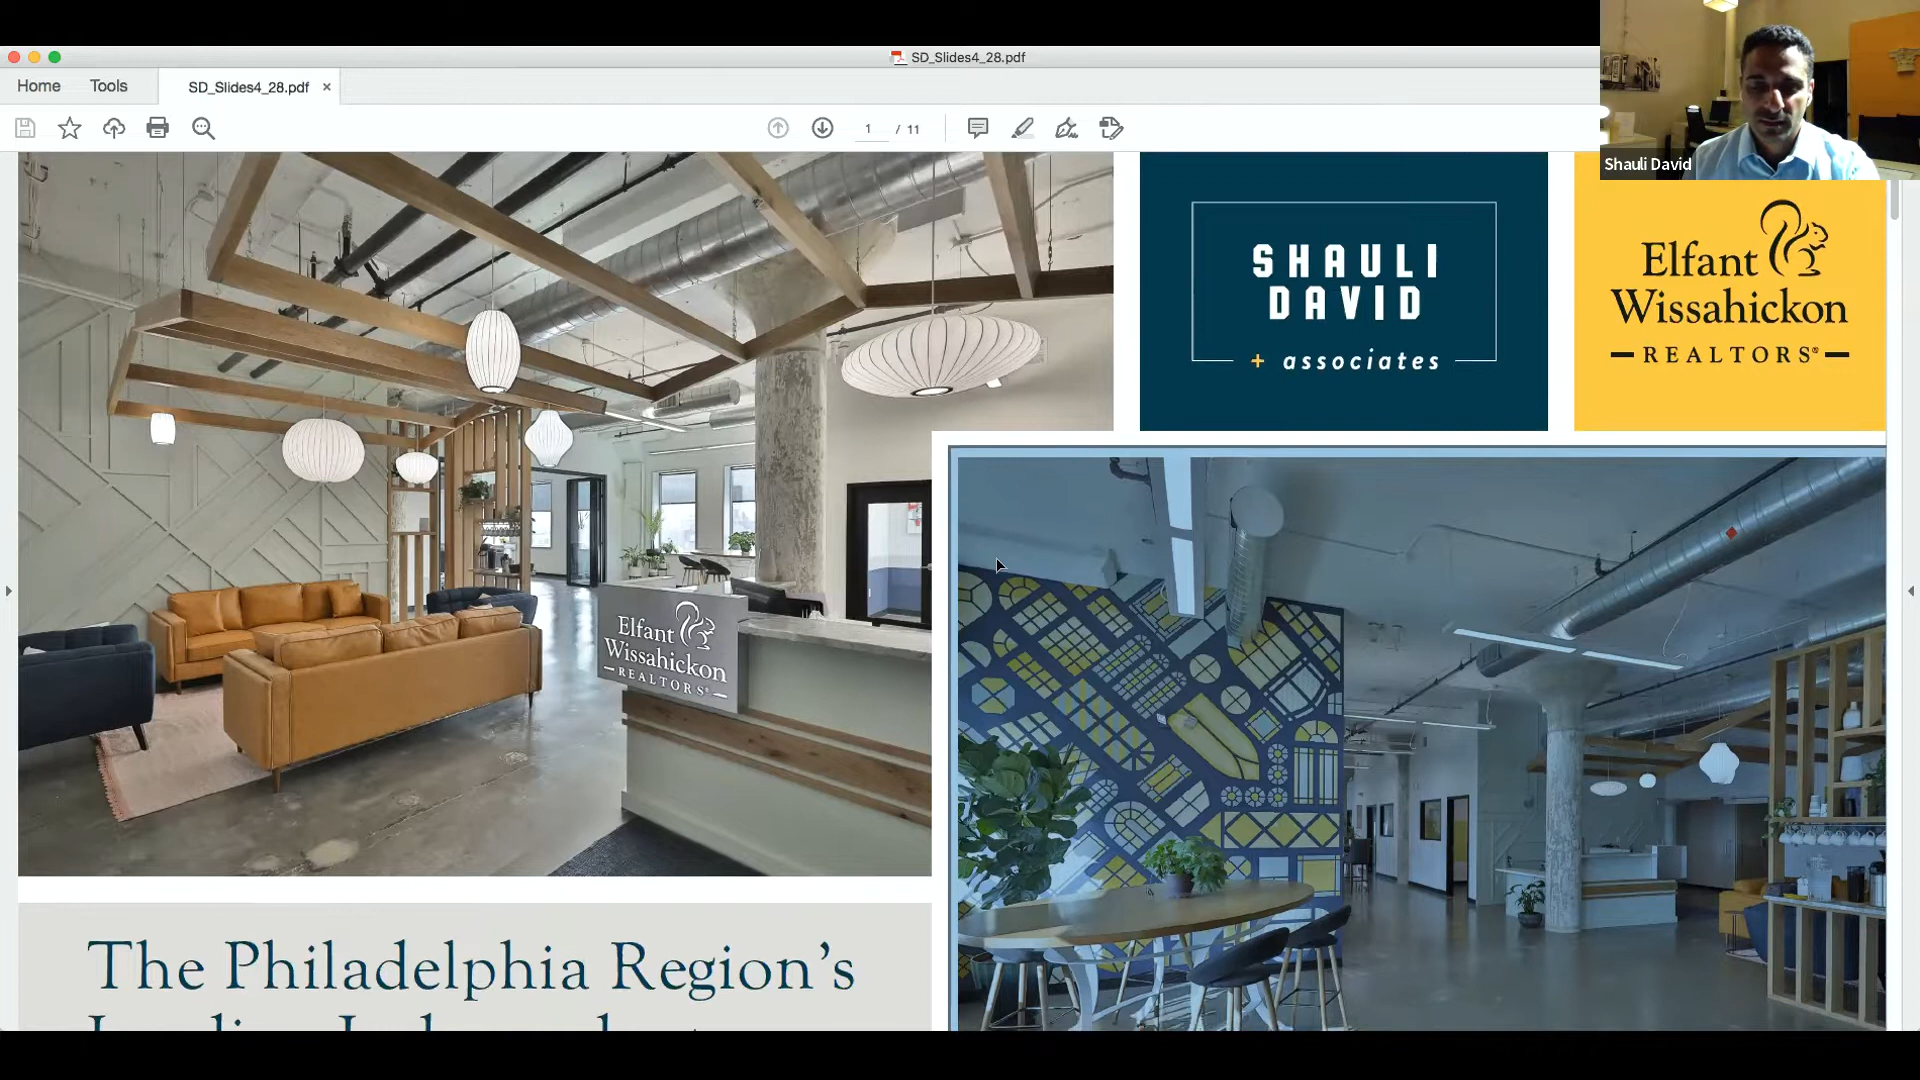 SD_Slides4_28.pdf
Home
Tools
SD_Slides4_28.pdf
1 / 11
Shauli David
SHAULI
DAVID
+ associates
Elfant
Wissahickon
REALTORS®
Elfant
Wissahickon
REALTORS®
The Philadelphia Region's